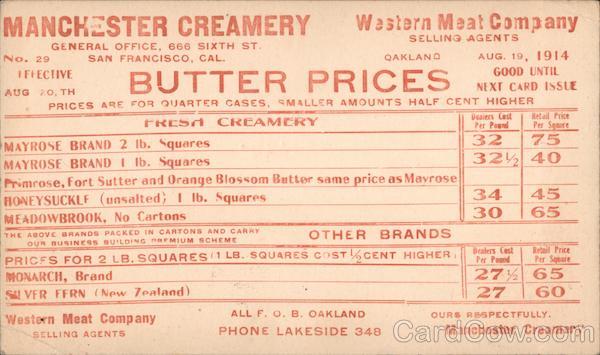 MANCHESTER CREAMERY Western Meat Company
GENERAL OFFICE, 666 SIXTH ST. SELLING AGENTS
No. 29 SAN FRANCISCO, CAL. OAKLAND AUG. 19, 1914
EFFECTIVE BUTTER PRICES GOOD UNTIL
AUG 20,TH NEXT CARD ISSUE
PRICES ARE FOR QUARTER CASES, SMALLER AMOUNTS HALF CENT HIGHER
FRESH CREAMERY Dealers Cost Per Pound Retail Price Per Square
MAYROSE BRAND 2 lb. Squares 32 75
MAYROSE BRAND 1 lb. Squares 32½ 40
Primrose, Fort Sutter and Orange Blossom Butter same price as Mayrose
HONEYSUCKLE (unsalted) 1 lb. Squares 34 45
MEADOWBROOK, No Cartons 30 65
THE ABOVE BRANDS PACKED IN CARTONS AND CARRY
OUR BUSINESS BUILDING PREMIUM SCHEME OTHER BRANDS
PRICES FOR 2 LB. SQUARES (1 LB. SQUARES COST ½ CENT HIGHER) Dealers Cost Per Pound Retail Price Per Square
MONARCH, Brand 27½ 65
SILVER FERN (New Zealand) 27 60
Western Meat Company ALL F. O. B. OAKLAND OURS RESPECTFULLY.
SELLING AGENTS PHONE LAKESIDE 348 Manchester Creamery
CardCow.com